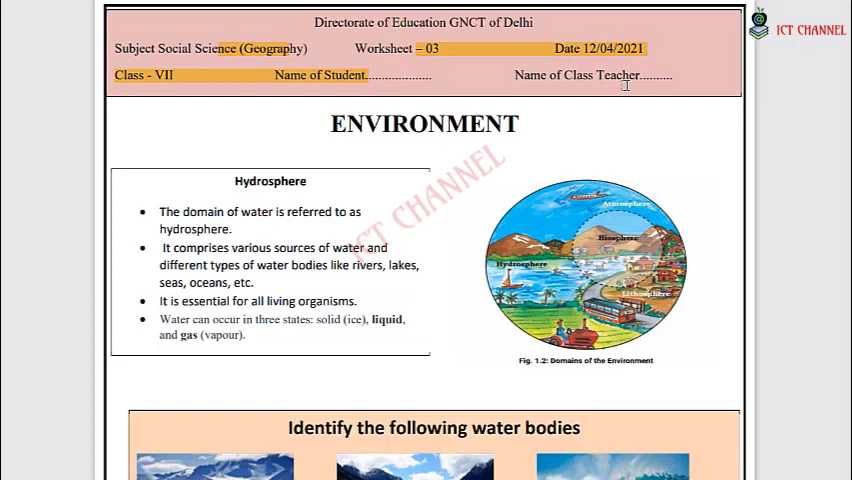 Directorate of Education GNCT of Delhi
Subject Social Science (Geography) Worksheet – 03 Date 12/04/2021
Class - VII Name of Student.................... Name of Class Teacher..........
ICT CHANNEL
ENVIRONMENT
ICT CHANNEL
Hydrosphere
• The domain of water is referred to as
hydrosphere.
• It comprises various sources of water and
different types of water bodies like rivers, lakes,
seas, oceans, etc.
• It is essential for all living organisms.
• Water can occur in three states: solid (ice), liquid,
and gas (vapour).
Atmosphere
Biosphere
Hydrosphere
Lithosphere
Fig. 1.2: Domains of the Environment
Identify the following water bodies